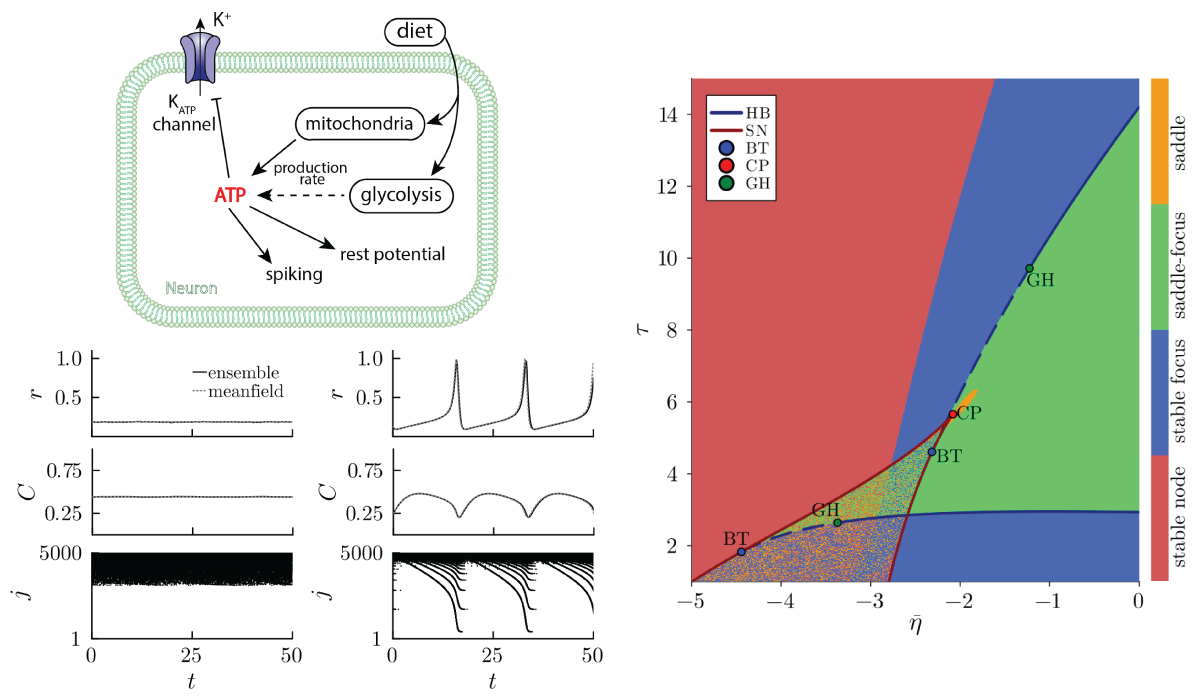 K+
diet
KATP
channel
mitochondria
production
rate
ATP
glycolysis
rest potential
spiking
Neuron
r
1.0
0.5
ensemble
meanfield
r
1.0
0.5
C
0.75
0.25
C
0.75
0.25
j
5000
1
j
5000
1
0
25
50
t
0
25
50
t
HB
SN
BT
CP
GH
τ
14
12
10
8
6
4
2
GH
CP
BT
GH
BT
−5
−4
−3
−2
−1
0
η̄
saddle
saddle-focus
stable focus
stable node